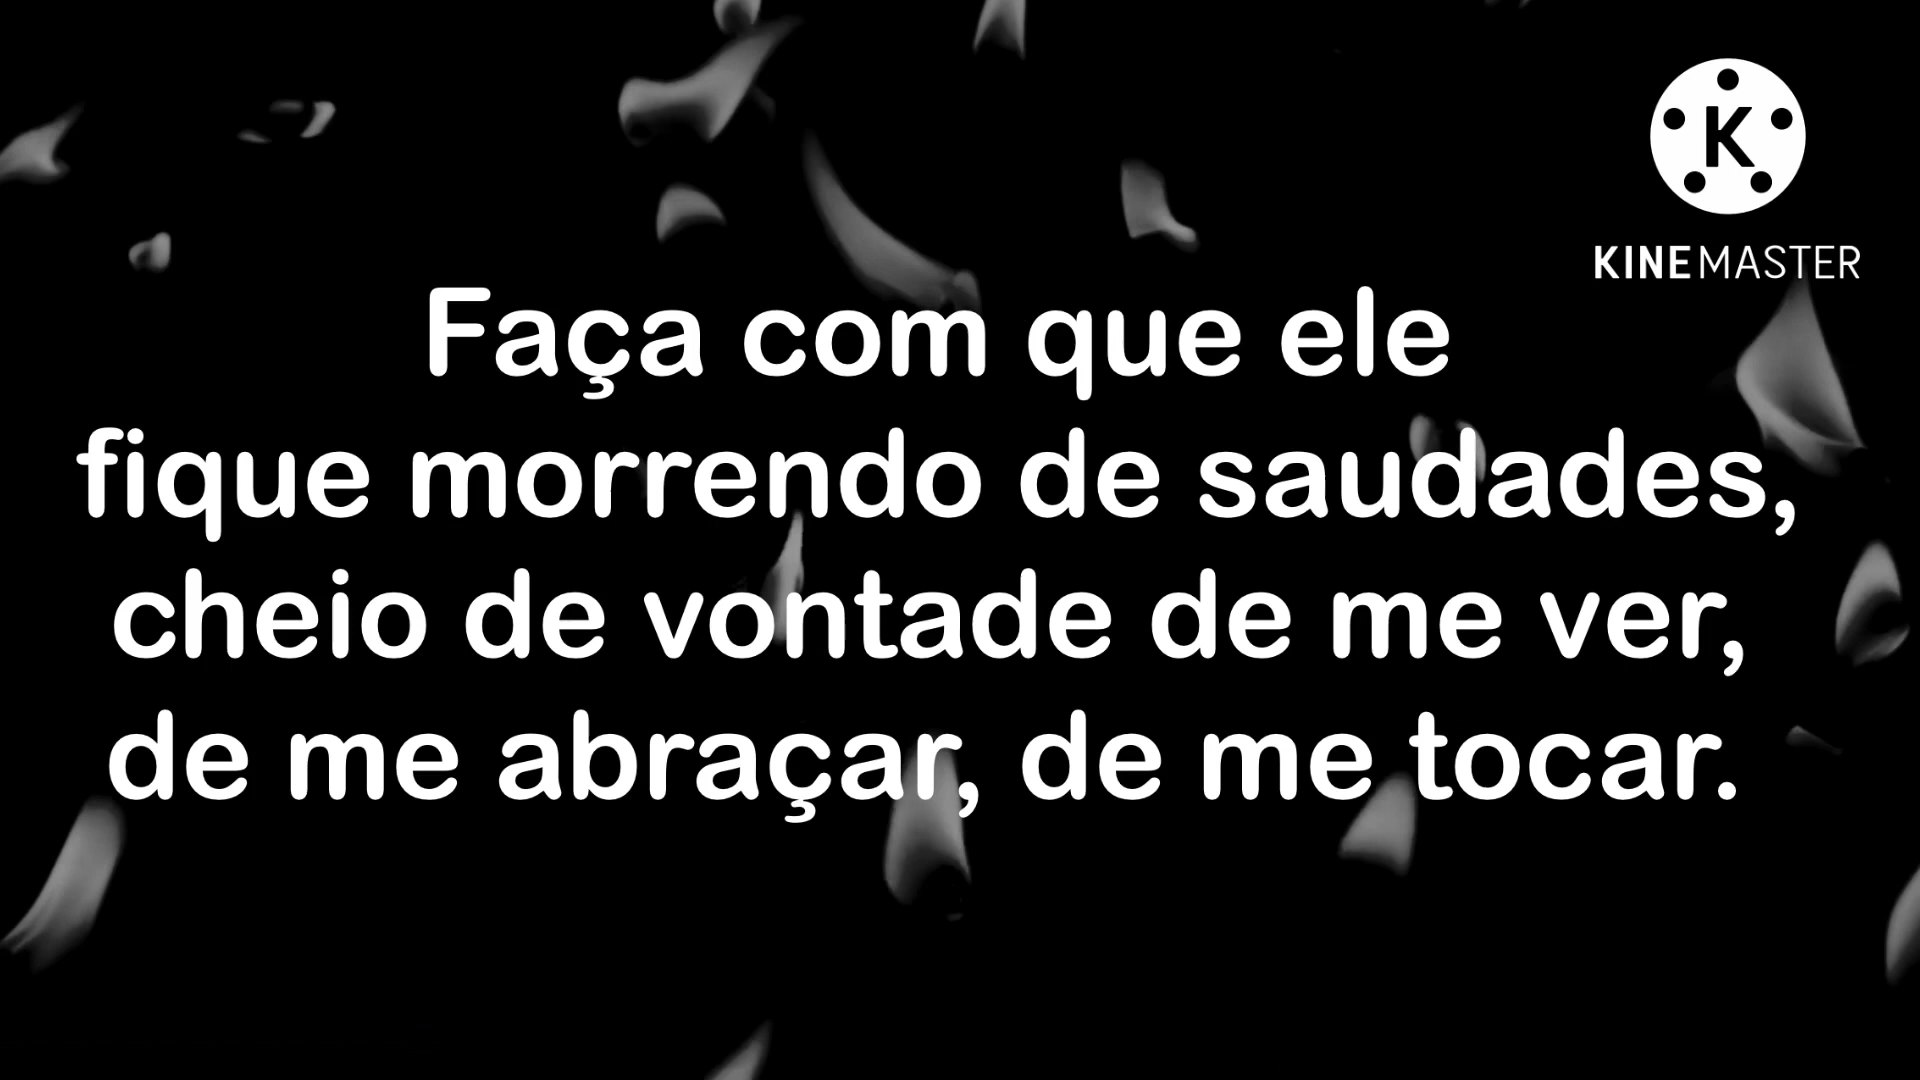 K
KINEMASTER
Faça com que ele
fique morrendo de saudades,
cheio de vontade de me ver,
de me abraçar, de me tocar.